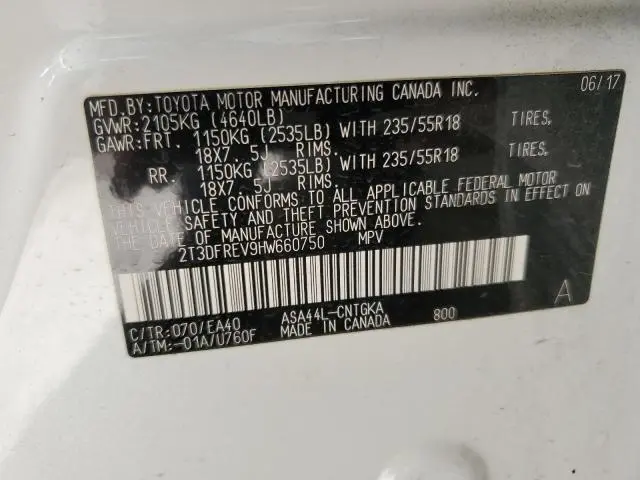 MFD.BY:TOYOTA MOTOR MANUFACTURING CANADA INC. 06/17
GVWR:2105KG (4640LB)
GAWR:FRT. 1150KG (2535LB) WITH 235/55R18 TIRES,
18X7.5J RIMS.
RR. 1150KG (2535LB) WITH 235/55R18 TIRES,
18X7.5J RIMS.
THIS VEHICLE CONFORMS TO ALL APPLICABLE FEDERAL MOTOR
VEHICLE SAFETY AND THEFT PREVENTION STANDARDS IN EFFECT ON
THE DATE OF MANUFACTURE SHOWN ABOVE.
2T3DFREV9HW660750 MPV
A
C/TR:070/EA40 ASA44L-CNTGKA
A/TM:-01A/U760F MADE IN CANADA 800